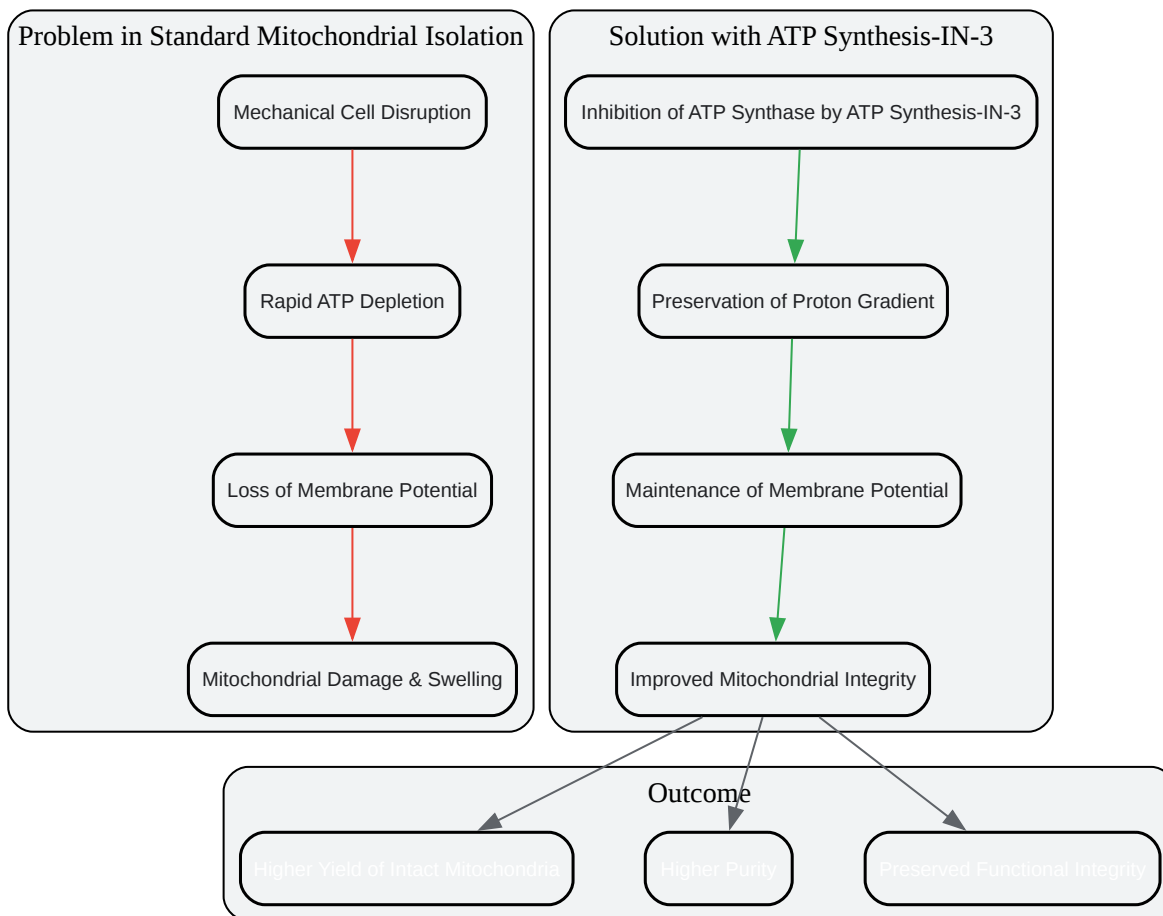 Problem in Standard Mitochondrial Isolation
Mechanical Cell Disruption
Rapid ATP Depletion
Loss of Membrane Potential
Mitochondrial Damage & Swelling
Solution with ATP Synthesis-IN-3
Inhibition of ATP Synthase by ATP Synthesis-IN-3
Preservation of Proton Gradient
Maintenance of Membrane Potential
Improved Mitochondrial Integrity
Outcome
Higher Yield of Intact Mitochondria
Higher Purity
Preserved Functional Integrity